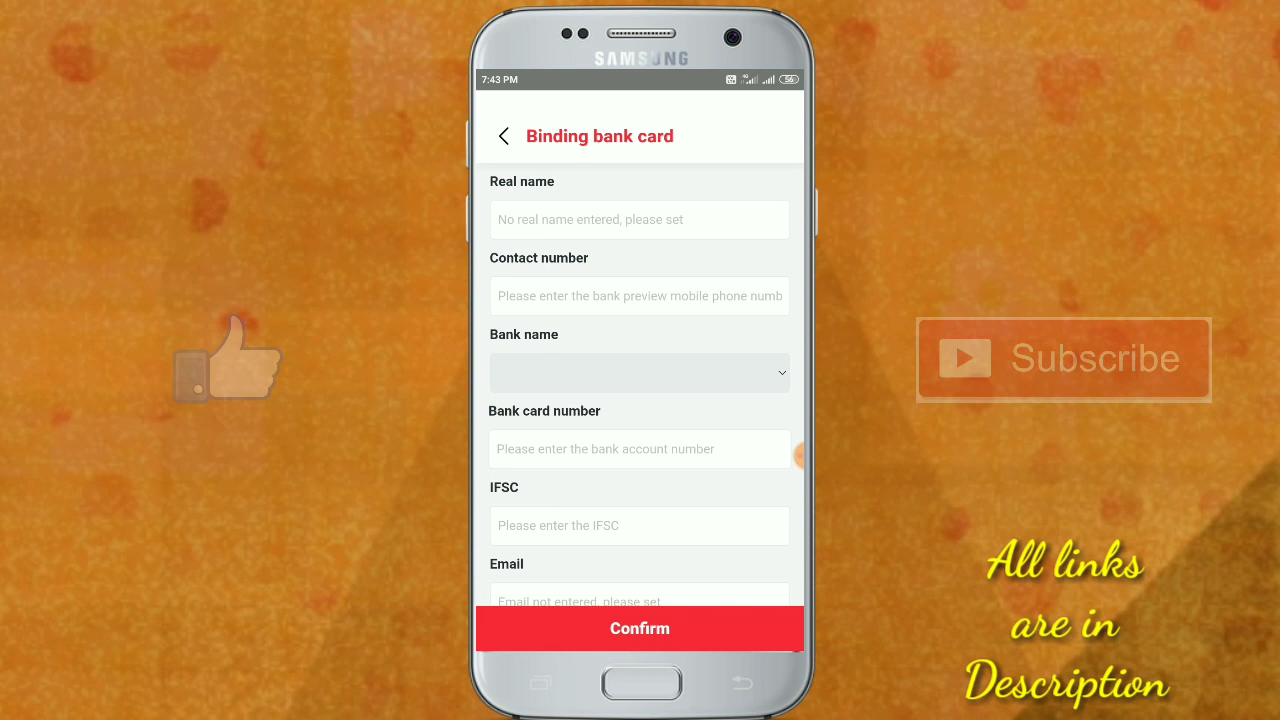 SAMSUNG
7:43 PM
4G
56
Binding bank card
Real name
No real name entered, please set
Contact number
Please enter the bank preview mobile phone numb
Bank name
Bank card number
Please enter the bank account number
IFSC
Please enter the IFSC
Email
Email not entered, please set
Confirm
Subscribe
All links
are in
Description